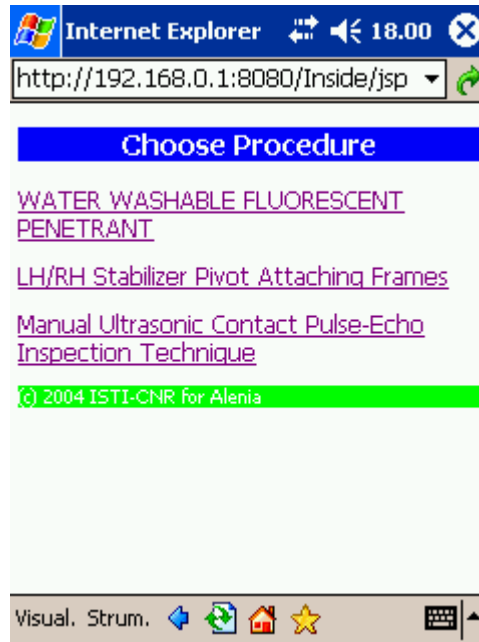 Internet Explorer 18.00
http://192.168.0.1:8080/Inside/jsp
Choose Procedure
WATER WASHABLE FLUORESCENT
PENETRANT
LH/RH Stabilizer Pivot Attaching Frames
Manual Ultrasonic Contact Pulse-Echo
Inspection Technique
(c) 2004 ISTI-CNR for Alenia
Visual. Strum.